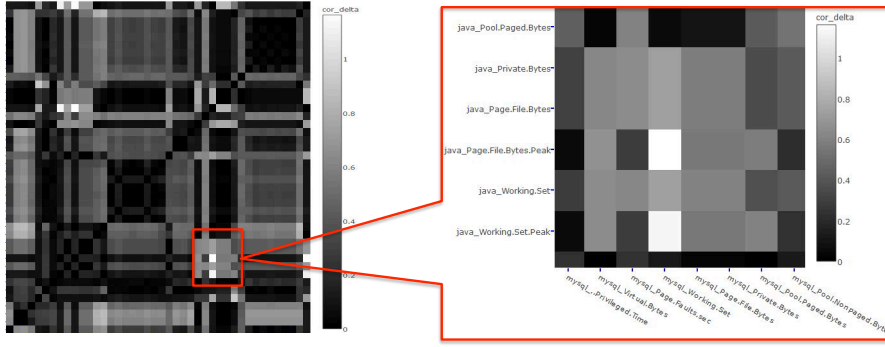 cor_delta
1
0.8
0.6
0.4
0.2
0
java_Pool.Paged.Bytes
java_Private.Bytes
java_Page.File.Bytes
java_Page.File.Bytes.Peak
java_Working.Set
java_Working.Set.Peak
mysql_.Privileged.Time
mysql_Virtual.Bytes
mysql_Page.Faults.sec
mysql_Working.Set
mysql_Page.File.Bytes
mysql_Private.Bytes
mysql_Pool.Paged.Bytes
mysql_Pool.Nonpaged.Byt
cor_delta
1
0.8
0.6
0.4
0.2
0